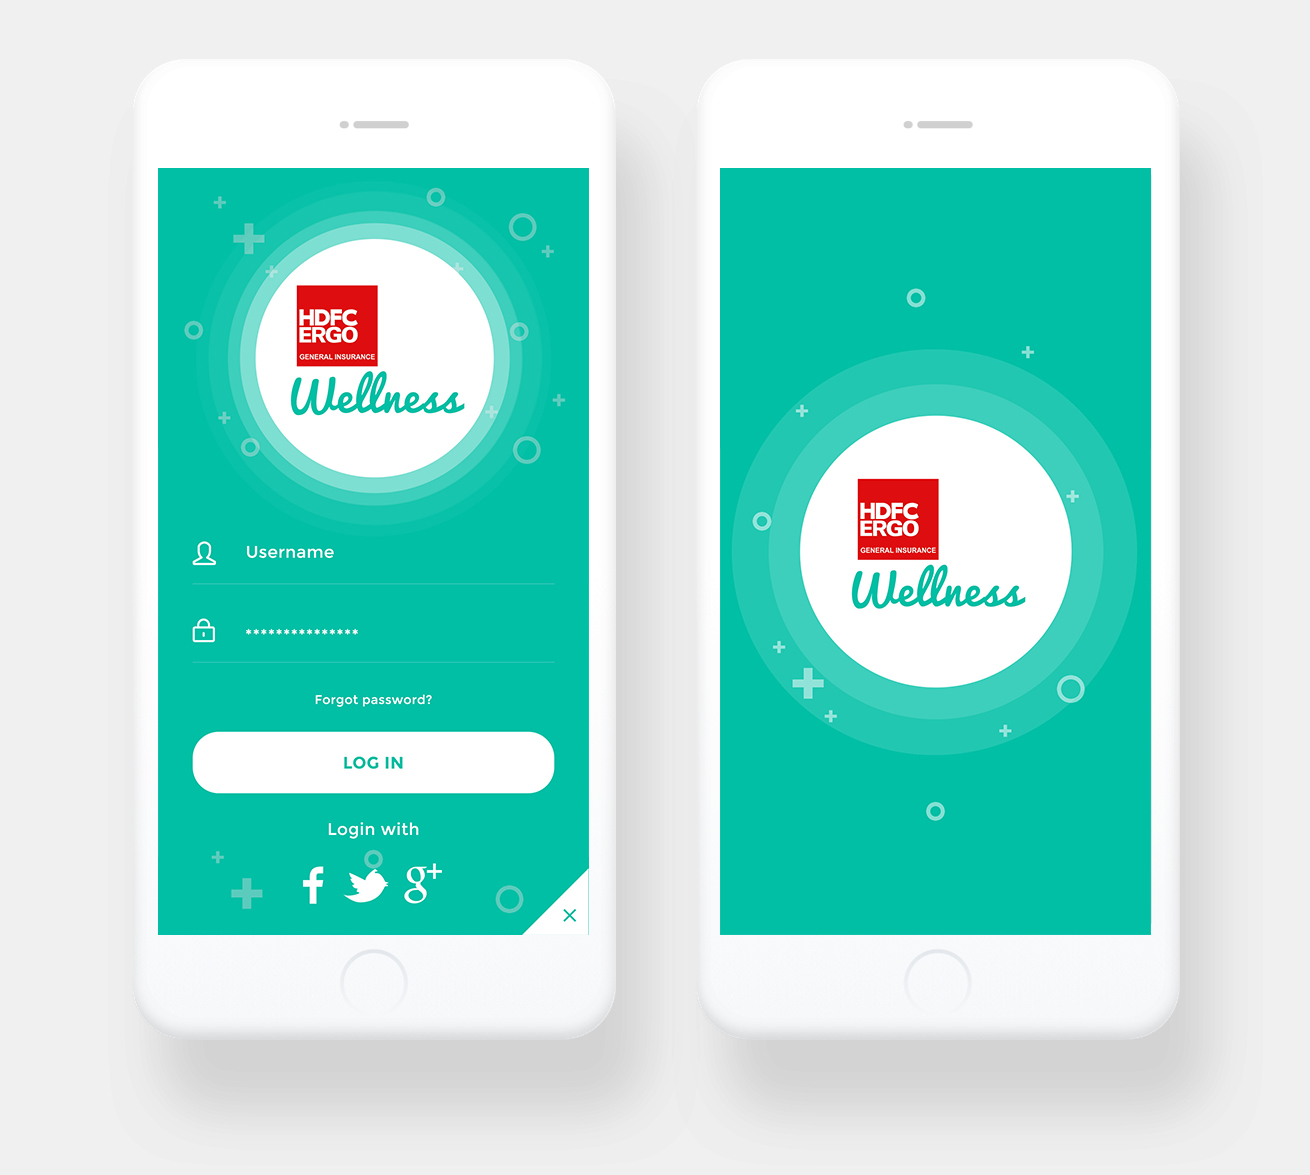 HDFC
ERGO
GENERAL INSURANCE
Wellness
Username
***************
Forgot password?
LOG IN
Login with
f
g+
HDFC
ERGO
GENERAL INSURANCE
Wellness